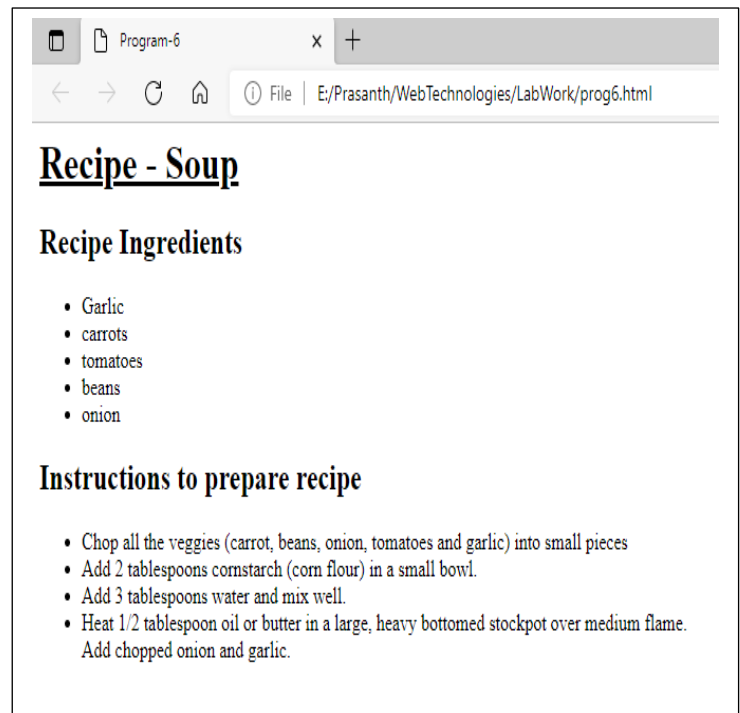 Program-6
File E:/Prasanth/WebTechnologies/LabWork/prog6.html
Recipe - Soup
Recipe Ingredients
• Garlic
• carrots
• tomatoes
• beans
• onion
Instructions to prepare recipe
• Chop all the veggies (carrot, beans, onion, tomatoes and garlic) into small pieces
• Add 2 tablespoons cornstarch (corn flour) in a small bowl.
• Add 3 tablespoons water and mix well.
• Heat 1/2 tablespoon oil or butter in a large, heavy bottomed stockpot over medium flame.
Add chopped onion and garlic.